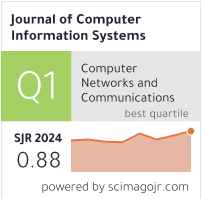 Journal of Computer
Information Systems
Q1
Computer
Networks and
Communications
best quartile
SJR 2024
0.88
powered by scimagojr.com